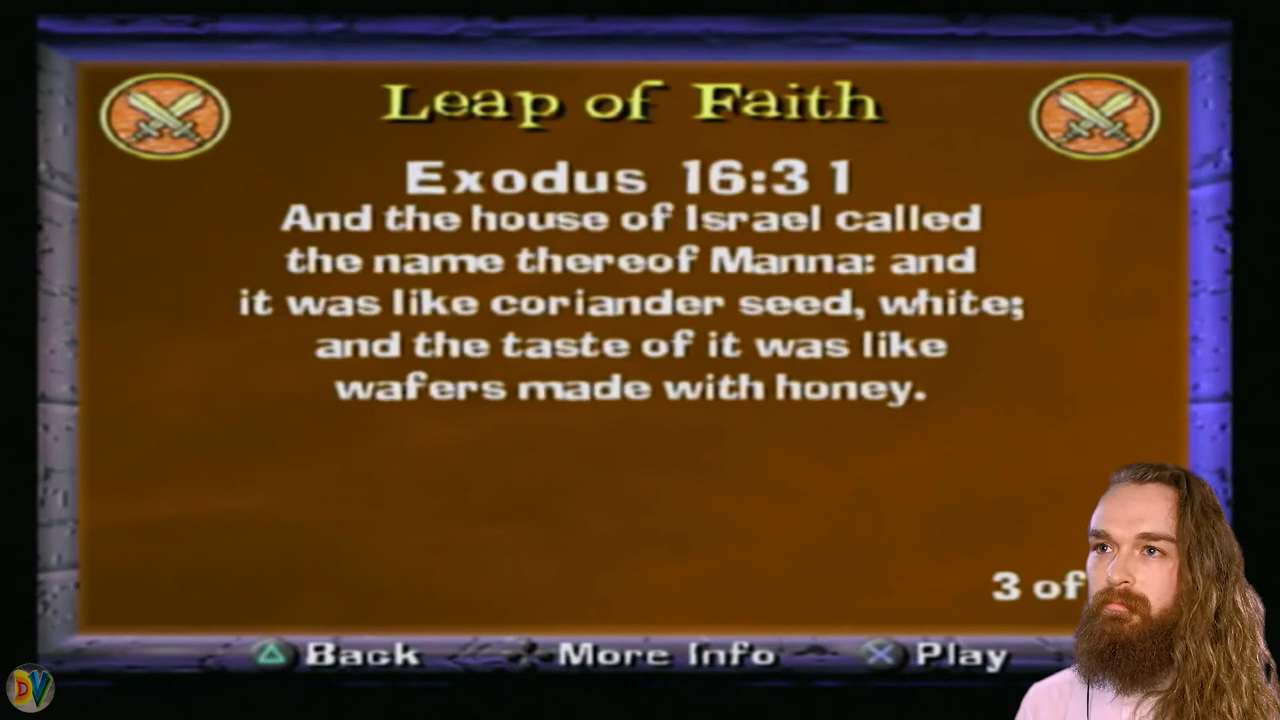 Leap of Faith
Exodus 16:31
And the house of Israel called
the name thereof Manna: and
it was like coriander seed, white;
and the taste of it was like
wafers made with honey.
3 of
Back More Info Play
DV